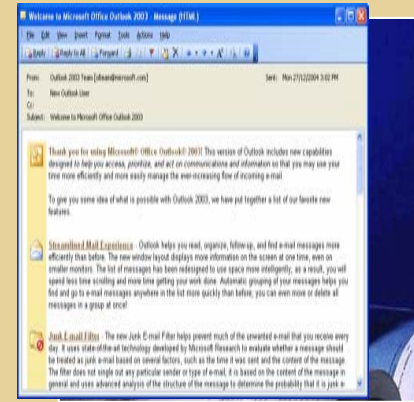 Welcome to Microsoft Office Outlook 2003 - Message (HTML)
File Edit View Insert Format Tools Actions Help
Reply Reply to All Forward
From: Outlook 2003 Team Sent: Mon 27/12/2004 3:02 PM
To: New Outlook User
Cc:
Subject: Welcome to Microsoft Office Outlook 2003
Thank you for using Microsoft® Office Outlook® 2003! This version of Outlook includes new capabilities
designed to help you access, prioritize, and act on communications and information so that you may use your
time more efficiently and more easily manage the ever-increasing flow of incoming e-mail.
To give you some idea of what is possible with Outlook 2003, we have put together a list of our favorite new
features.
Streamlined Mail Experience - Outlook helps you read, organize, follow-up, and find e-mail messages more
efficiently than before. The new window layout displays more information on the screen at one time, even on
smaller monitors. The list of messages has been redesigned to use space more intelligently, as a result, you will
spend less time scrolling and more time getting your work done. Automatic grouping of your messages helps you
find and go to e-mail messages anywhere in the list more quickly than before, you can even move or delete all
messages in a group at once!
Junk E-mail Filter - The new Junk E-mail Filter helps prevent much of the unwanted e-mail that you receive every
day. It uses state-of-the-art technology developed by Microsoft Research to evaluate whether a message should
be treated as junk e-mail based on several factors, such as the time it was sent and the content of the message.
The filter does not single out any particular sender or type of e-mail, it is based on the content of the message in
general and uses advanced analysis of the structure of the message to determine the probability that it is junk e-